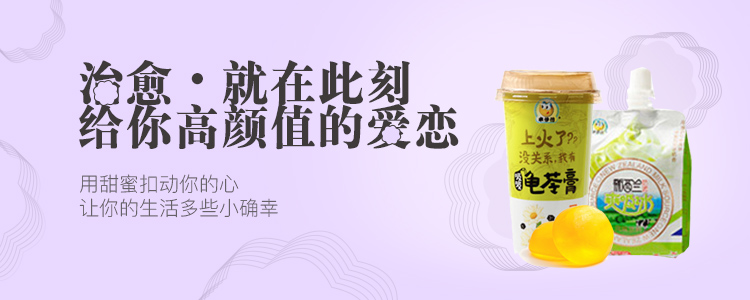 治愈·就在此刻
给你高颜值的爱恋
用甜蜜扣动你的心
让你的生活多些小确幸
上火了??
没关系,我有
龟苓膏